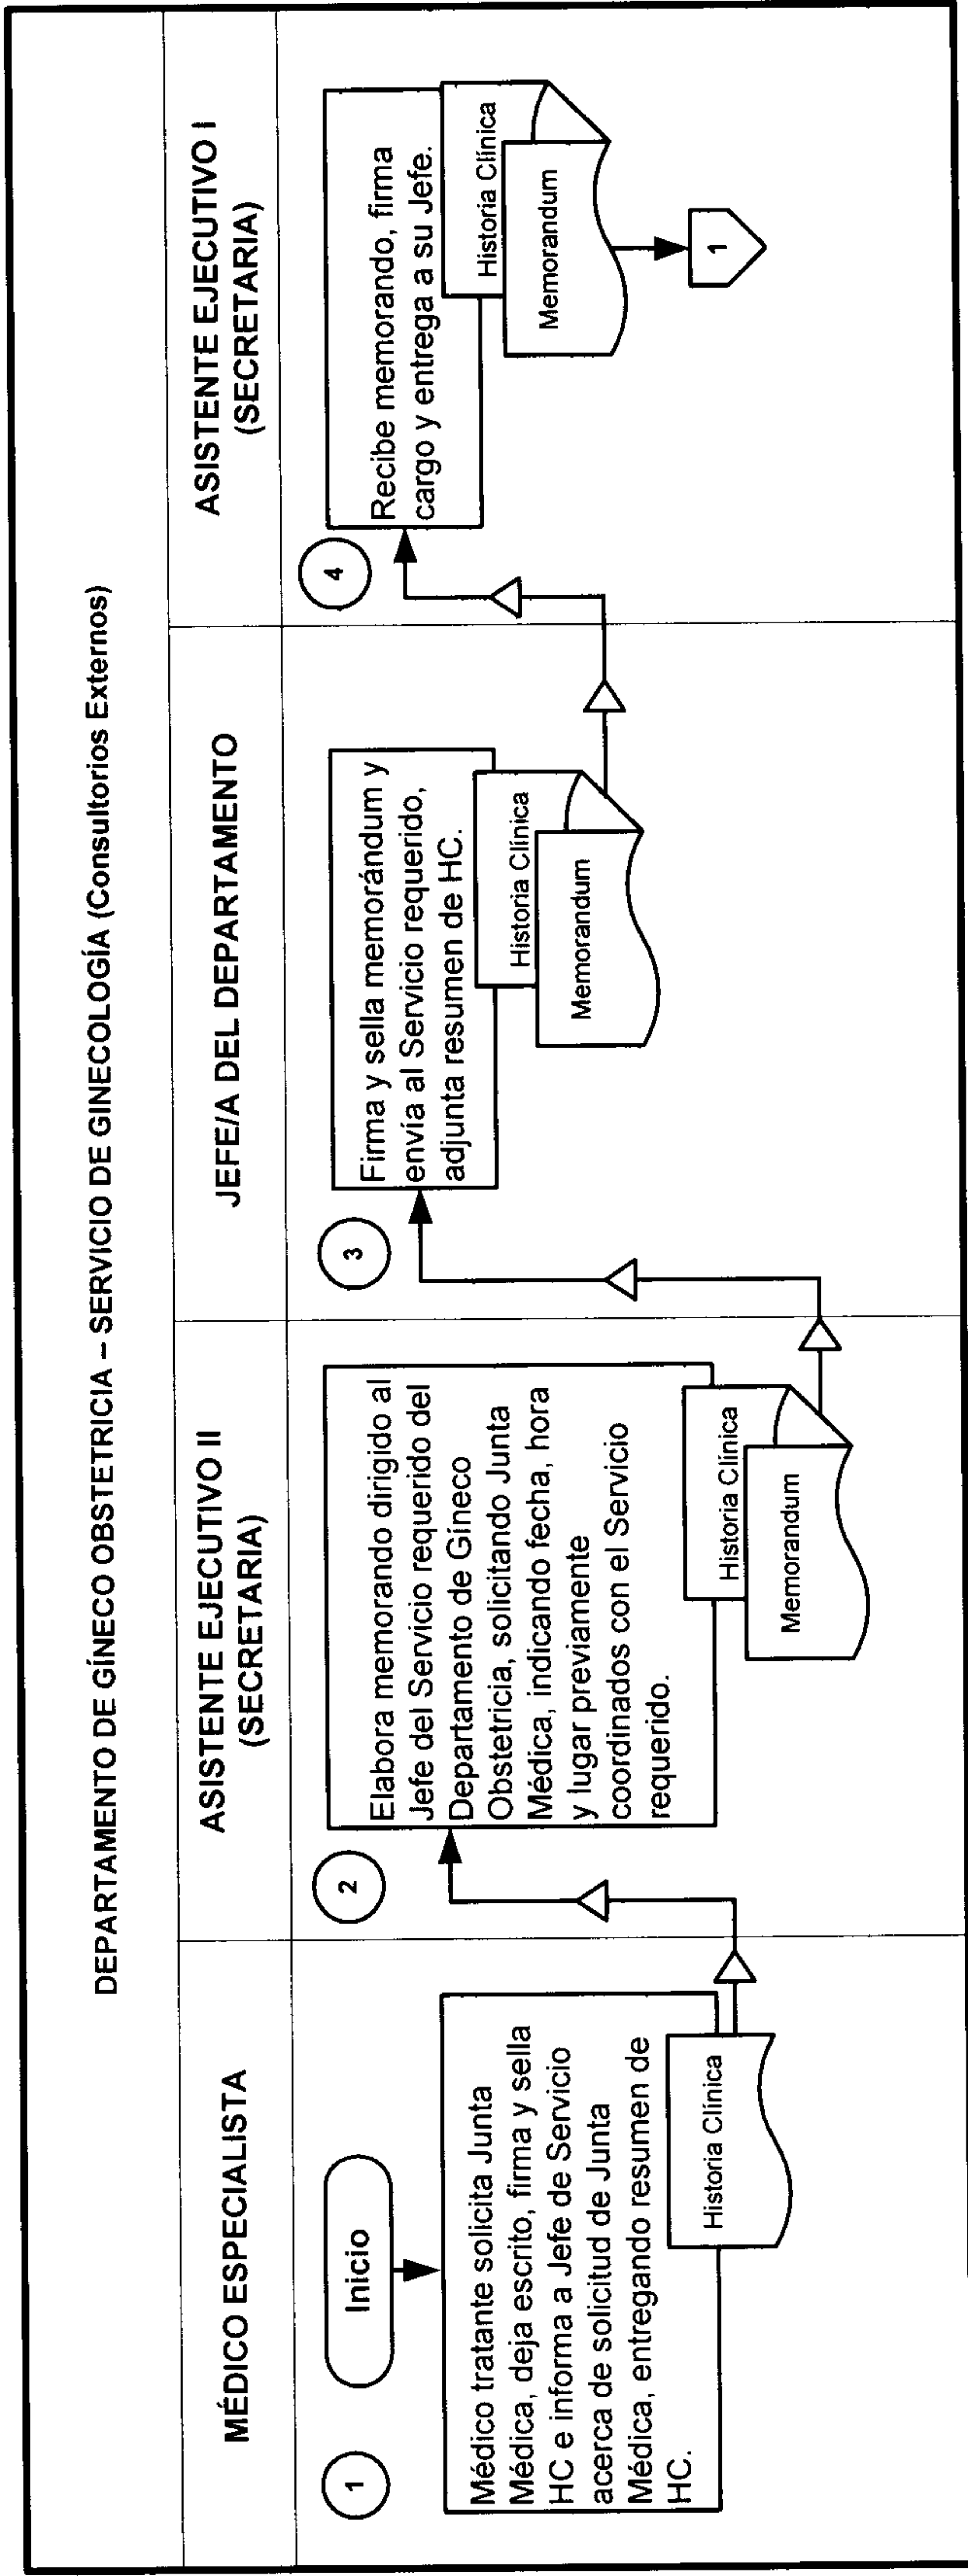 DEPARTAMENTO DE GÍNECO OBSTETRICIA – SERVICIO DE GINECOLOGÍA (Consultorios Externos)
MÉDICO ESPECIALISTA
ASISTENTE EJECUTIVO II
(SECRETARIA)
JEFE/A DEL DEPARTAMENTO
ASISTENTE EJECUTIVO I
(SECRETARIA)
1
Inicio
Médico tratante solicita Junta
Médica, deja escrito, firma y sella
HC e informa a Jefe de Servicio
acerca de solicitud de Junta
Médica, entregando resumen de
HC.
Historia Clínica
2
Elabora memorando dirigido al
Jefe del Servicio requerido del
Departamento de Gíneco
Obstetricia, solicitando Junta
Médica, indicando fecha, hora
y lugar previamente
coordinados con el Servicio
requerido.
Historia Clínica
Memorandum
3
Firma y sella memorándum y
envía al Servicio requerido,
adjunta resumen de HC.
Historia Clínica
Memorandum
4
Recibe memorando, firma
cargo y entrega a su Jefe.
Historia Clínica
Memorandum
1